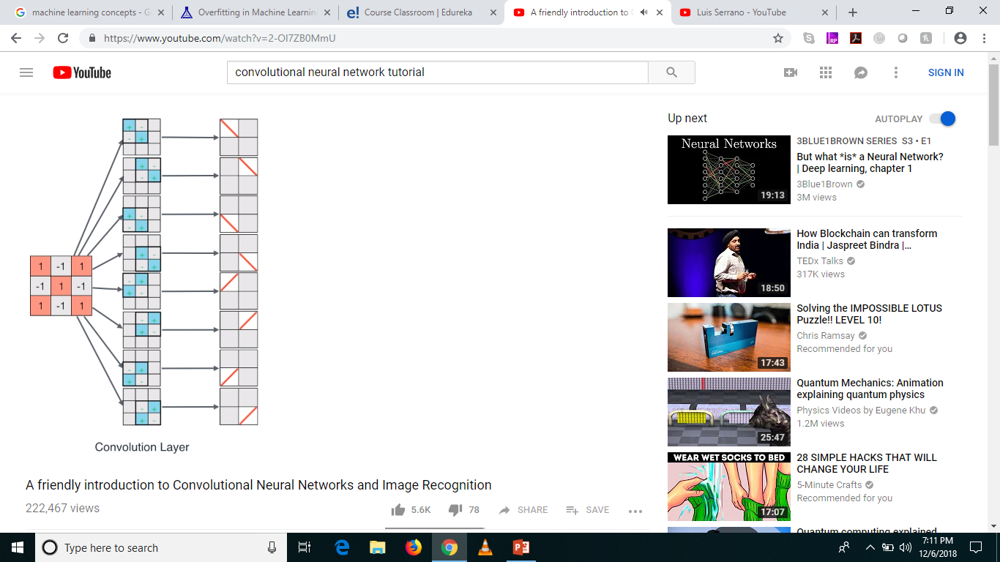 machine learning concepts - G
Overfitting in Machine Learning
Course Classroom | Edureka
A friendly introduction to C
Luis Serrano - YouTube
https://www.youtube.com/watch?v=2-OI7ZB0MmU
YouTube
convolutional neural network tutorial
SIGN IN
+ -
- +
+ -
- +
+ -
- +
+ -
- +
- +
+ -
- +
+ -
- +
+ -
- +
+ -
1 -1 1
-1 1 -1
1 -1 1
Convolution Layer
A friendly introduction to Convolutional Neural Networks and Image Recognition
222,467 views
5.6K
78
SHARE
SAVE
Up next
AUTOPLAY
Neural Networks
19:13
3BLUE1BROWN SERIES S3 • E1
But what *is* a Neural Network?
| Deep learning, chapter 1
3Blue1Brown
3M views
18:50
How Blockchain can transform
India | Jaspreet Bindra |...
TEDx Talks
317K views
17:43
Solving the IMPOSSIBLE LOTUS
Puzzle!! LEVEL 10!
Chris Ramsay
Recommended for you
25:47
Quantum Mechanics: Animation
explaining quantum physics
Physics Videos by Eugene Khu
1.2M views
WEAR WET SOCKS TO BED
17:07
28 SIMPLE HACKS THAT WILL
CHANGE YOUR LIFE
5-Minute Crafts
Recommended for you
Quantum computing explained
Type here to search
7:11 PM
12/6/2018